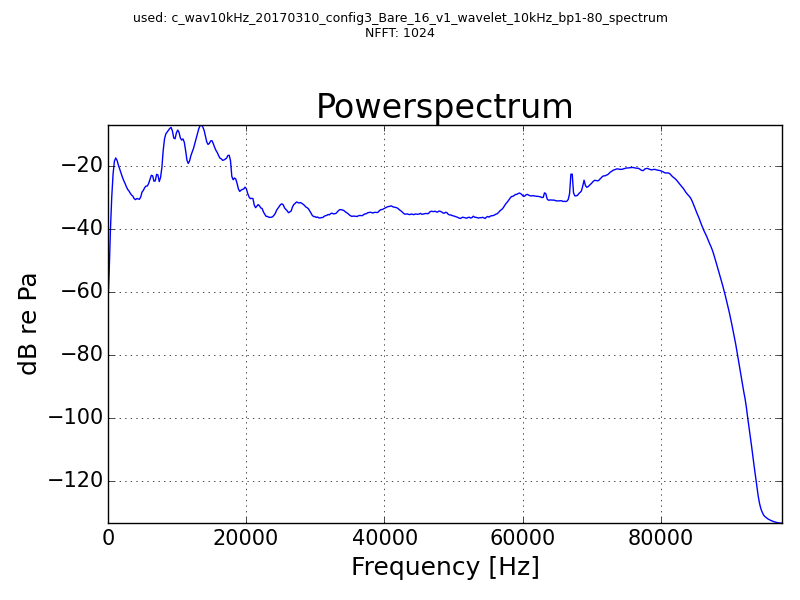 used: c_wav10kHz_20170310_config3_Bare_16_v1_wavelet_10kHz_bp1-80_spectrum
NFFT: 1024
Powerspectrum
−20
−40
−60
−80
−100
−120
dB re Pa
0 20000 40000 60000 80000
Frequency [Hz]